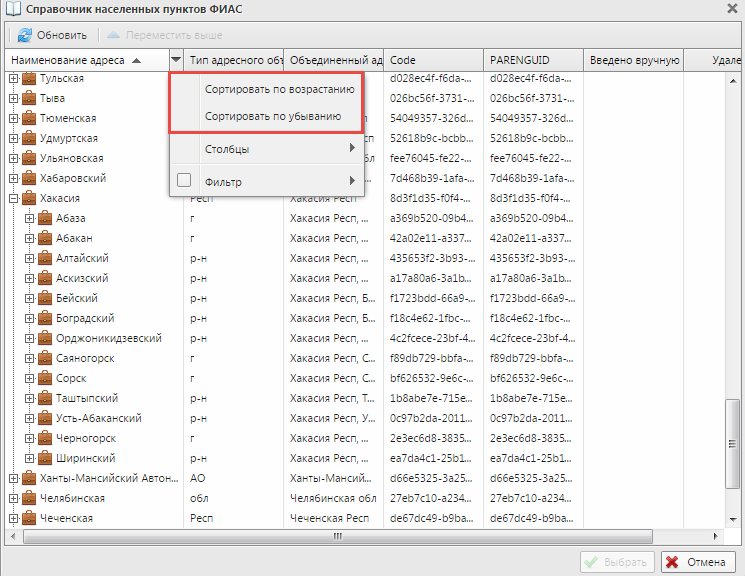 Справочник населенных пунктов ФИАС
Обновить Переместить выше
Наименование адреса Тип адресного объ Объединенный ад Code PARENGUID Введено вручную Удале
Тульская d028ec4f-f6da-... d028ec4f-f6da-...
Сортировать по возрастанию
Тыва 026bc56f-3731-... 026bc56f-3731-...
Тюменская 54049357-326d... 54049357-326d...
Сортировать по убыванию
Удмуртская сп 52618b9c-bcbb... 52618b9c-bcbb...
Столбцы
Ульяновская бл fee76045-fe22-... fee76045-fe22-...
Хабаровский 7d468b39-1ab... 7d468b39-1ab...
Фильтр
Хакасия Респ Хакасия Респ 8d3f1d35-f0f4-... 8d3f1d35-f0f4-...
Абаза г Хакасия Респ, ... a369b520-09b4... a369b520-09b4...
Абакан г Хакасия Респ, ... 42a02e11-a337... 42a02e11-a337...
Алтайский р-н Хакасия Респ, ... 435653f2-3b93-... 435653f2-3b93-...
Аскизский р-н Хакасия Респ, ... a17a80a6-3a1b... a17a80a6-3a1b...
Бейский р-н Хакасия Респ, Б... f1723bdd-66a9-... f1723bdd-66a9-...
Боградский р-н Хакасия Респ, Б... f18c4e62-1fbc-... f18c4e62-1fbc-...
Орджоникидзевский р-н Хакасия Респ, ... 4c2fcece-23bf-4... 4c2fcece-23bf-4...
Саяногорск г Хакасия Респ, С... f89db729-bbfa-... f89db729-bbfa-...
Сорск г Хакасия Респ, С... bf626532-9e6c-... bf626532-9e6c-...
Таштыпский р-н Хакасия Респ, Т... 1b8abe7e-715e... 1b8abe7e-715e...
Усть-Абаканский р-н Хакасия Респ, У... 0c97b2da-2011... 0c97b2da-2011...
Черногорск г Хакасия Респ, ... 2e3ec6d8-3835... 2e3ec6d8-3835...
Ширинский р-н Хакасия Респ, ... ea7da4c1-25b1... ea7da4c1-25b1...
Ханты-Мансийский Автон... АО Ханты-Мансий... d66e5325-3a25... d66e5325-3a25...
Челябинская обл Челябинская обл 27eb7c10-a234... 27eb7c10-a234...
Чеченская Респ Чеченская Респ de67dc49-b9ba... de67dc49-b9ba...
Выбрать Отмена